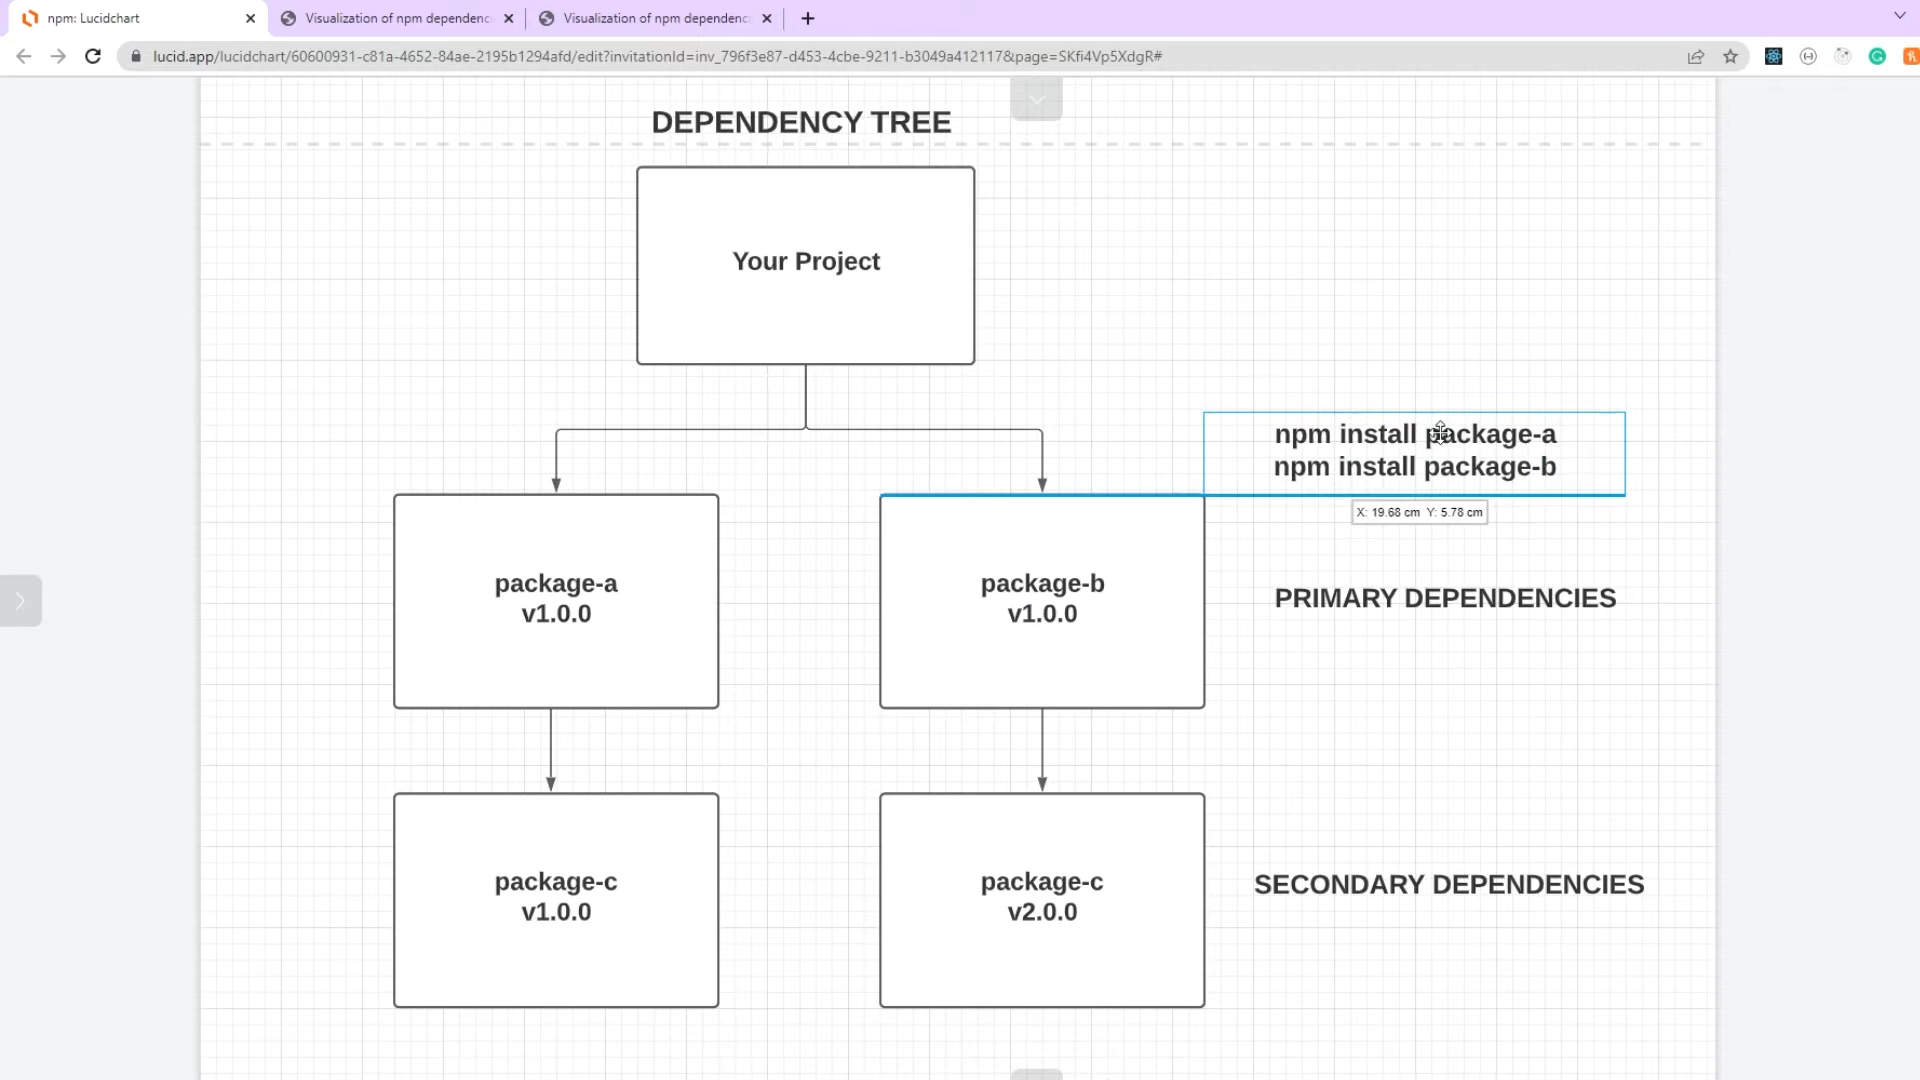 npm: Lucidchart
Visualization of npm dependenc
Visualization of npm dependenc
lucid.app/lucidchart/60600931-c81a-4652-84ae-2195b1294afd/edit?invitationId=inv_796f3e87-d453-4cbe-9211-b3049a412117&page=SKfi4Vp5XdgR#
DEPENDENCY TREE
Your Project
npm install package-a
npm install package-b
X: 19.68 cm Y: 5.78 cm
package-a
v1.0.0
package-b
v1.0.0
PRIMARY DEPENDENCIES
package-c
v1.0.0
package-c
v2.0.0
SECONDARY DEPENDENCIES